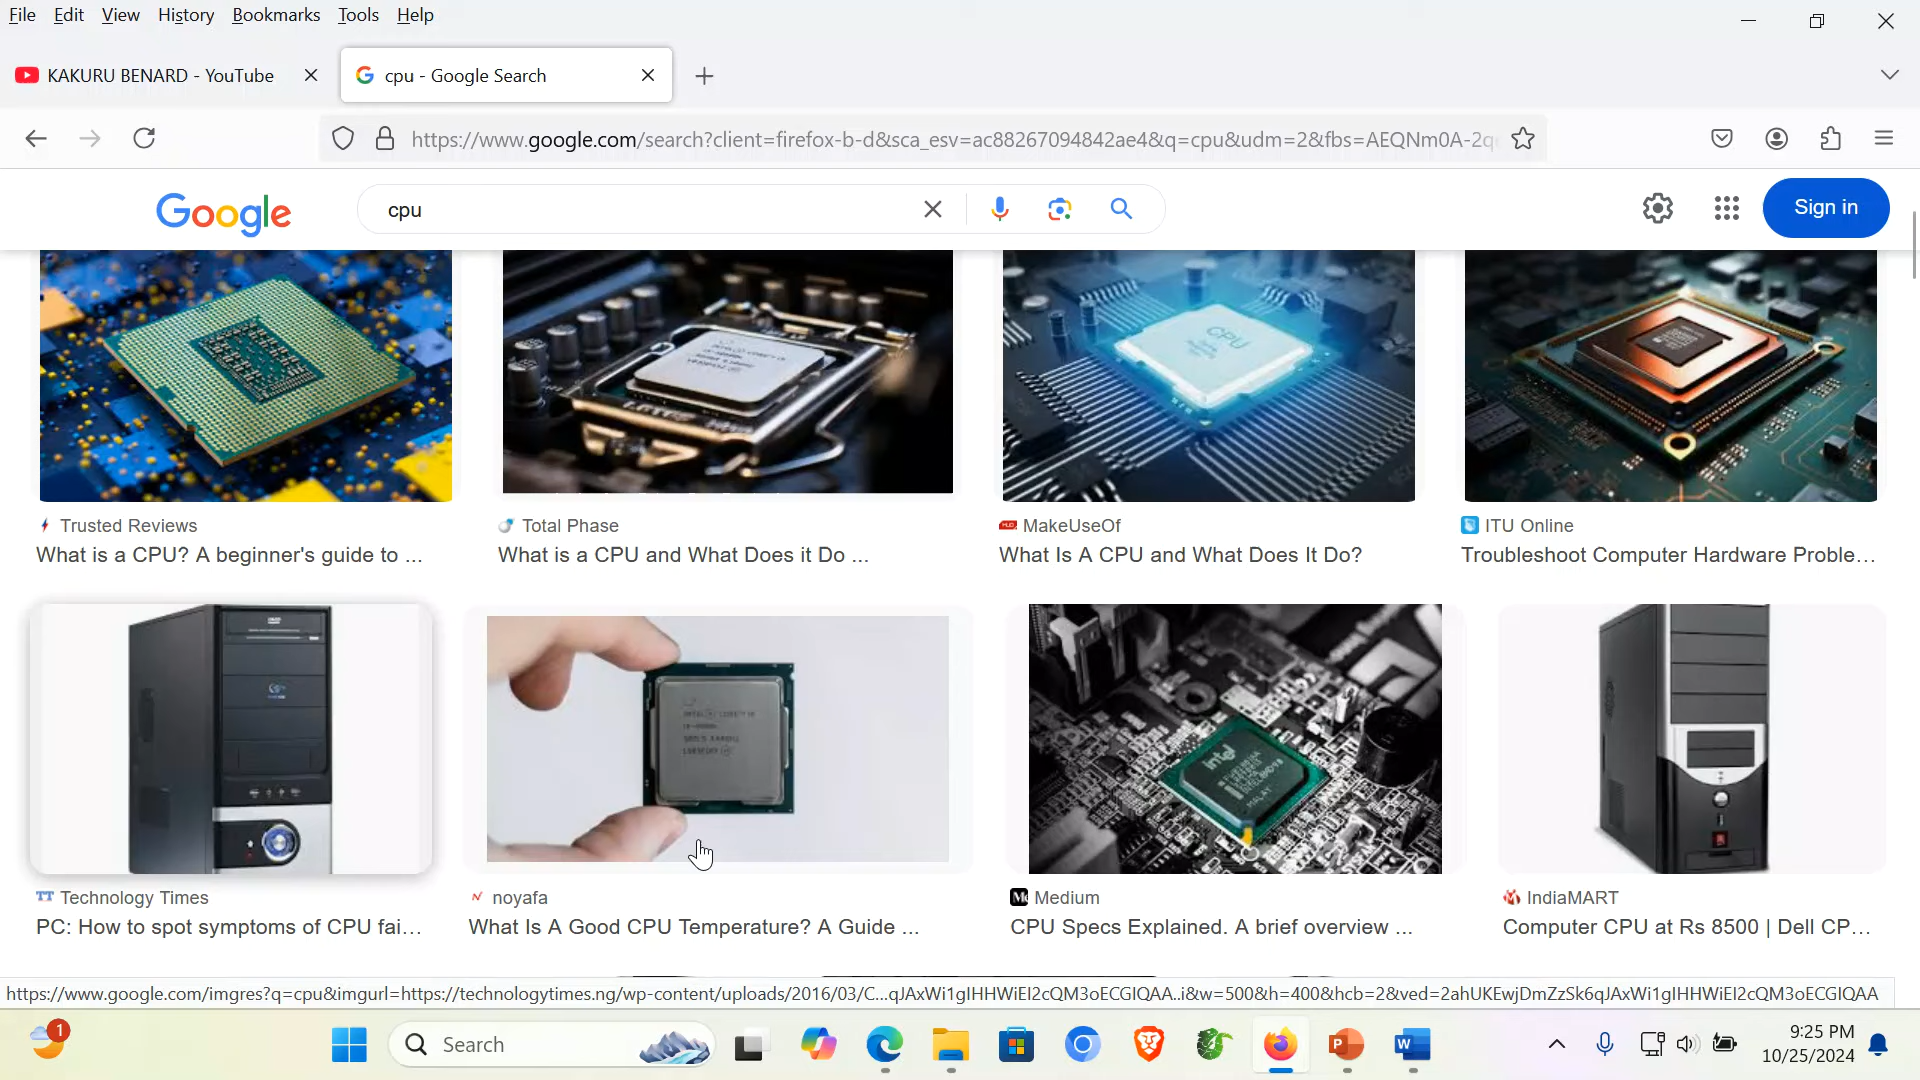 File Edit View History Bookmarks Tools Help
KAKURU BENARD - YouTube
cpu - Google Search
https://www.google.com/search?client=firefox-b-d&sca_esv=ac88267094842ae4&q=cpu&udm=2&fbs=AEQNm0A-2q
Google
cpu
Sign in
CPU
Trusted Reviews
What is a CPU? A beginner's guide to ...
Total Phase
What is a CPU and What Does it Do ...
MakeUseOf
What Is A CPU and What Does It Do?
ITU Online
Troubleshoot Computer Hardware Proble...
intel
Technology Times
PC: How to spot symptoms of CPU fai...
noyafa
What Is A Good CPU Temperature? A Guide ...
Medium
CPU Specs Explained. A brief overview ...
IndiaMART
Computer CPU at Rs 8500 | Dell CP...
https://www.google.com/imgres?q=cpu&imgurl=https://technologytimes.ng/wp-content/uploads/2016/03/C...qJAxWi1gIHHWiEI2cQM3oECGIQAA..i&w=500&h=400&hcb=2&ved=2ahUKEwjDmZzSk6qJAxWi1gIHHWiEI2cQM3oECGIQAA
1
Search
9:25 PM
10/25/2024